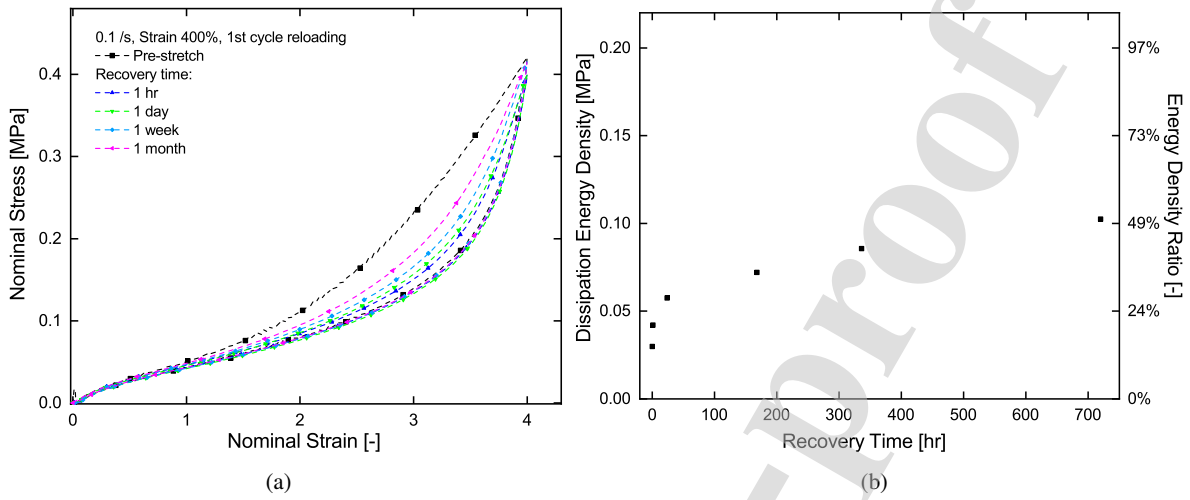 0.1 /s, Strain 400%, 1st cycle reloading
Pre-stretch
Recovery time:
1 hr
1 day
1 week
1 month
Nominal Stress [MPa]
0.4
0.3
0.2
0.1
0.0
0 1 2 3 4
Nominal Strain [-]
(a)
Dissipation Energy Density [MPa]
0.20
0.15
0.10
0.05
0.00
0 100 200 300 400 500 600 700
Recovery Time [hr]
97%
73%
49%
24%
0%
Energy Density Ratio [-]
(b)
-proof